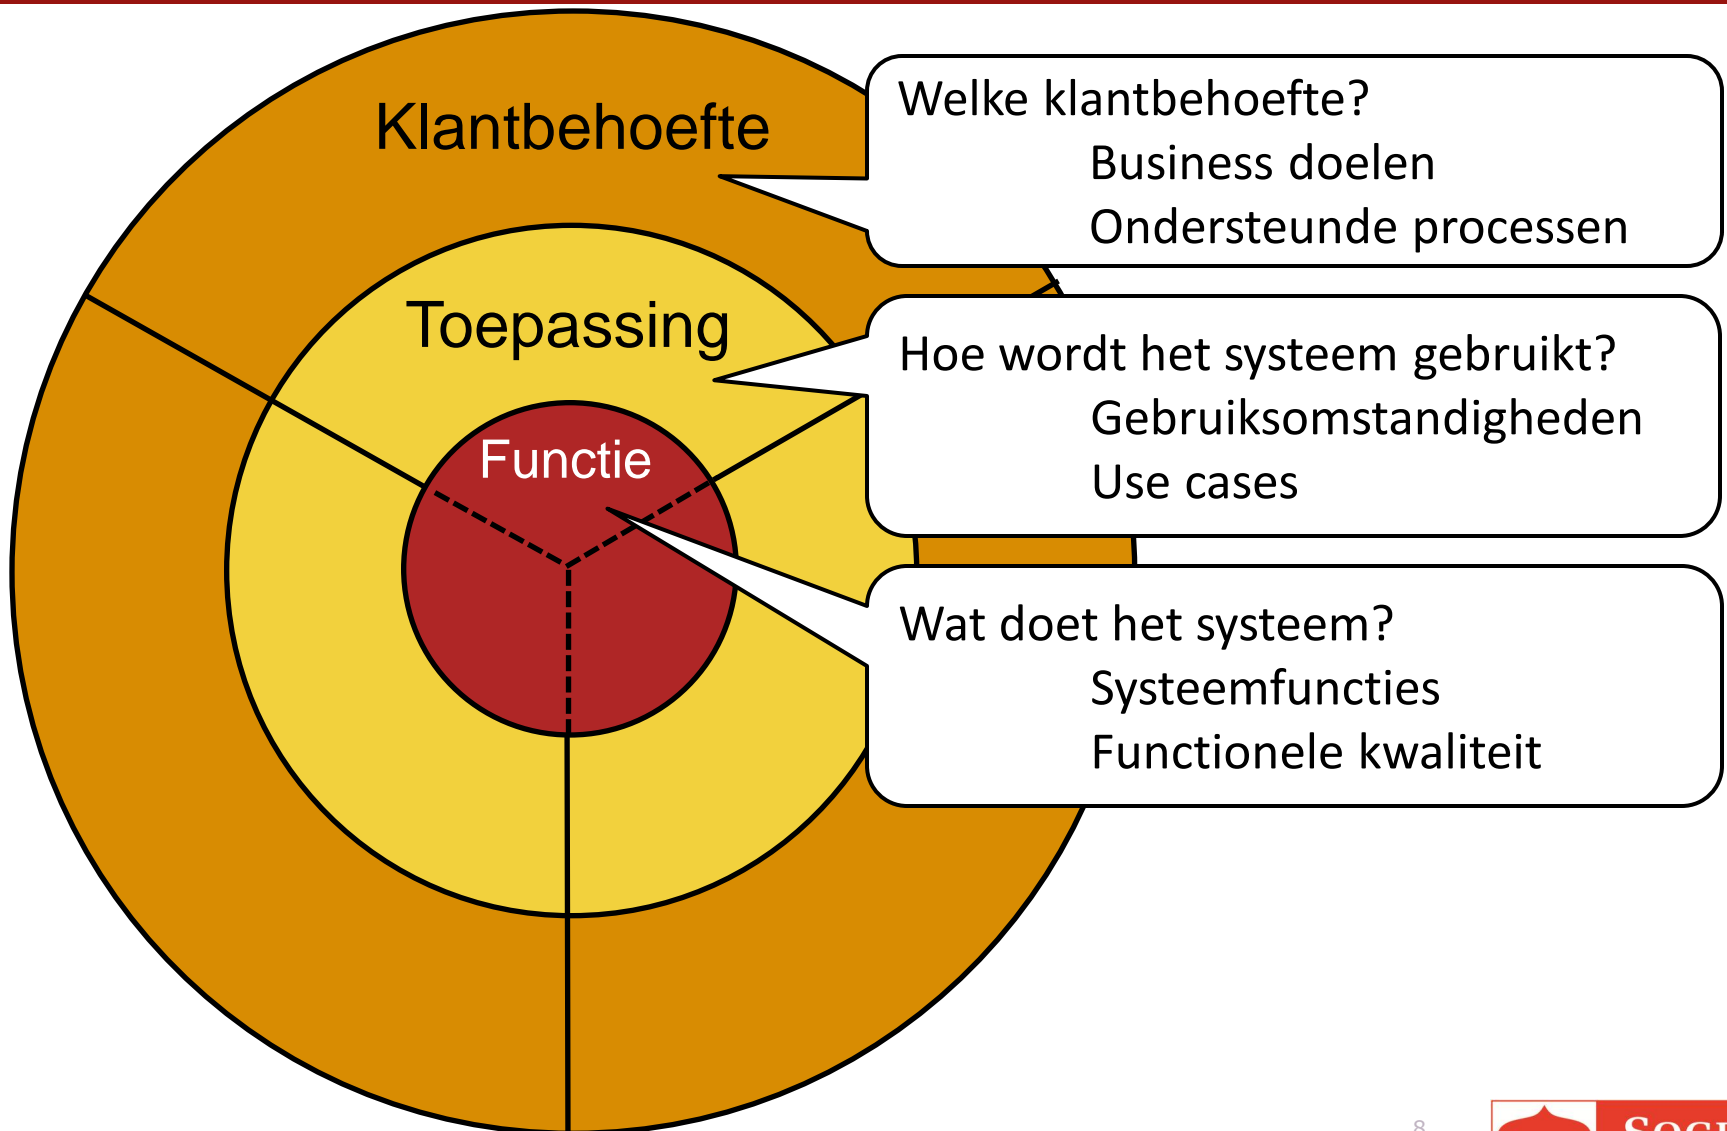 Klantbehoefte
Welke klantbehoefte?
Business doelen
Ondersteunde processen
Toepassing
Hoe wordt het systeem gebruikt?
Gebruiksomstandigheden
Use cases
Functie
Wat doet het systeem?
Systeemfuncties
Functionele kwaliteit
8